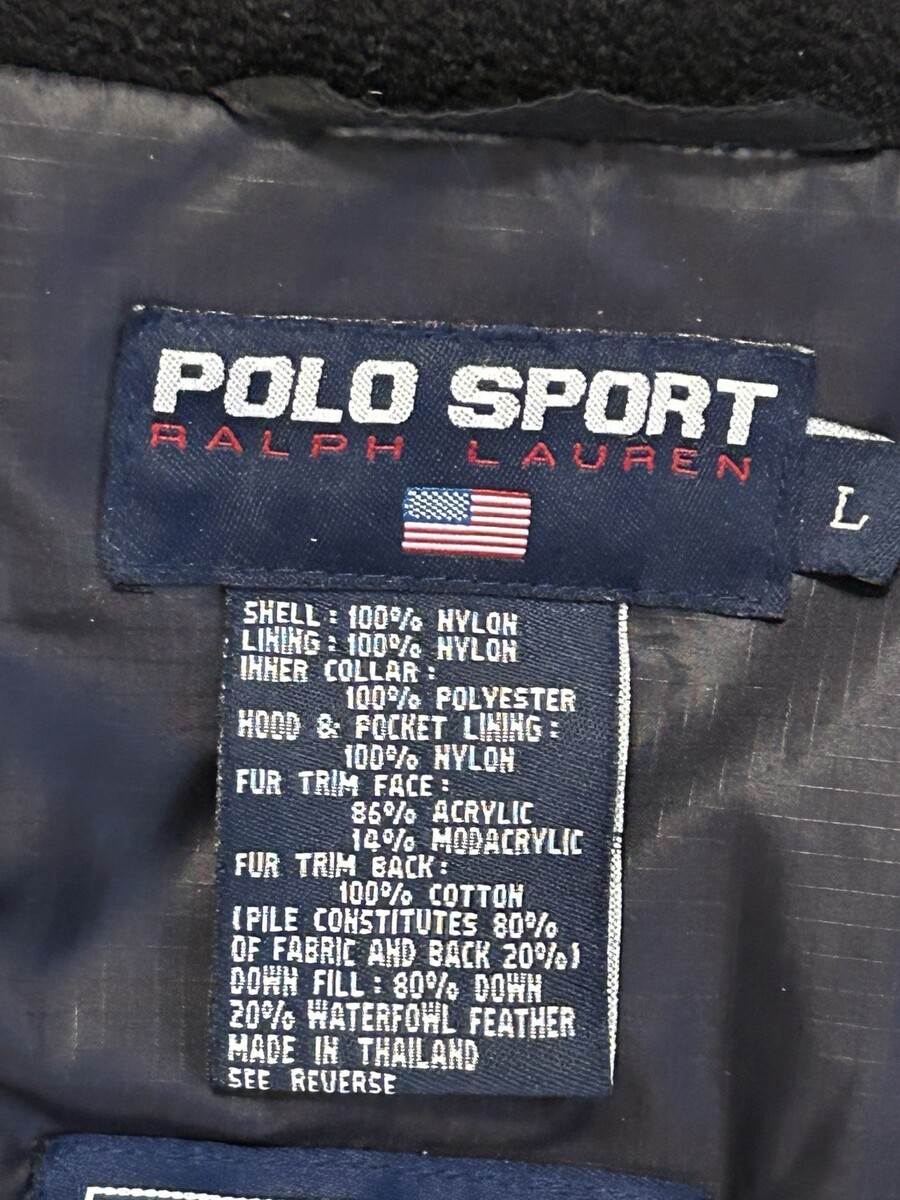 POLO SPORT
RALPH LAUREN
L
SHELL: 100% NYLON
LINING: 100% NYLON
INNER COLLAR:
100% POLYESTER
HOOD & POCKET LINING:
100% NYLON
FUR TRIM FACE:
86% ACRYLIC
14% MODACRYLIC
FUR TRIM BACK:
100% COTTON
(PILE CONSTITUTES 80%
OF FABRIC AND BACK 20%)
DOWN FILL: 80% DOWN
20% WATERFOWL FEATHER
MADE IN THAILAND
SEE REVERSE